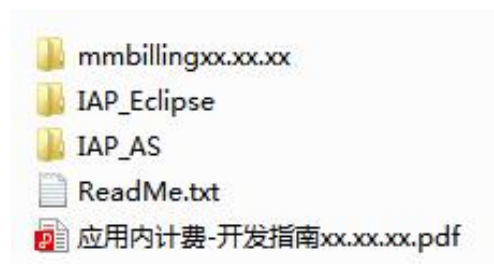 mmbillingxx.xx.xx
IAP_Eclipse
IAP_AS
ReadMe.txt
应用内计费-开发指南xx.xx.xx.pdf